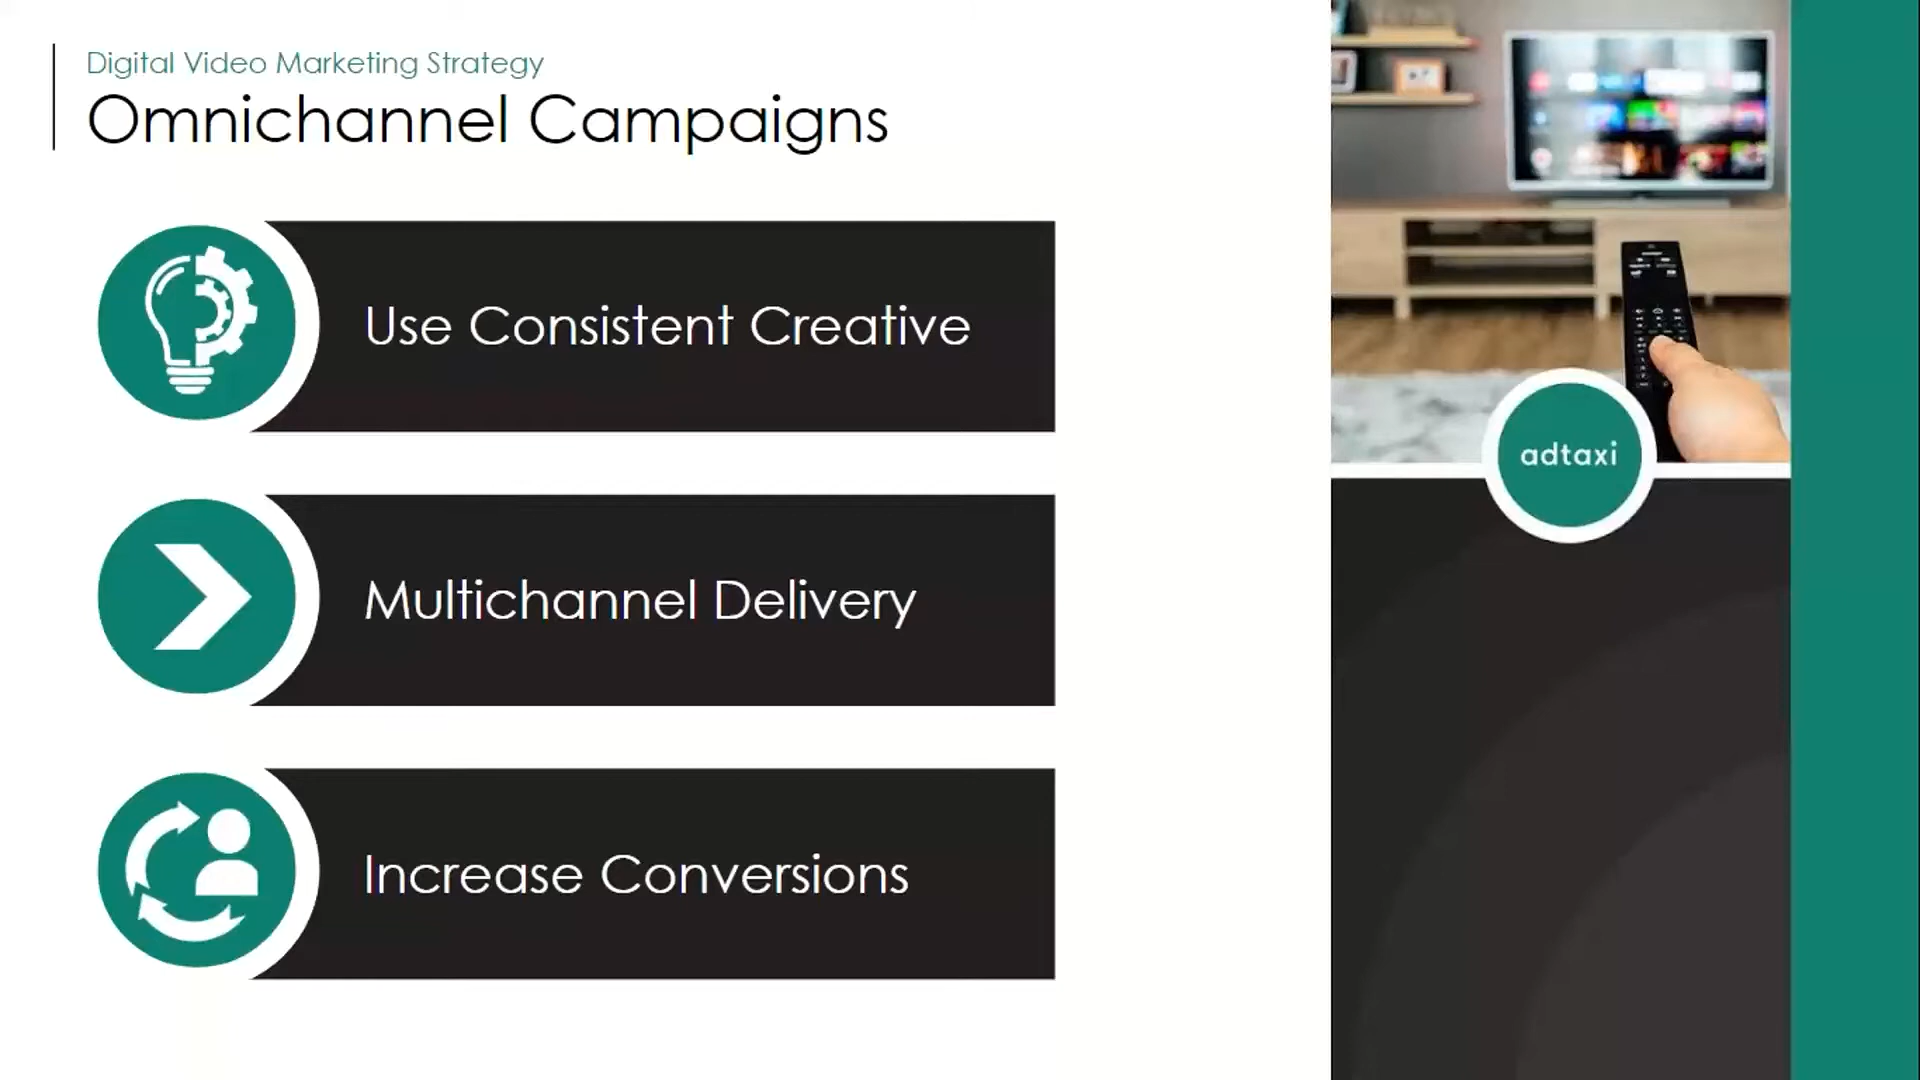 Digital Video Marketing Strategy
Omnichannel Campaigns
Use Consistent Creative
Multichannel Delivery
Increase Conversions
adtaxi